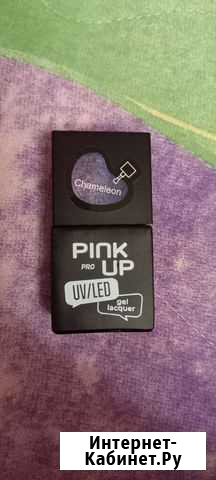 Chameleon
PINK
PRO UP
UV/LED
gel
lacquer
Интернет-
Кабинет.Ру